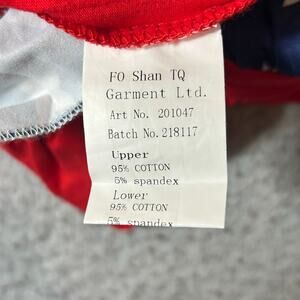 FO Shan TQ
Garment Ltd.
Art No. 201047
Batch No. 218117
Upper
95% COTTON
5% spandex
Lower
95% COTTON
5% spandex